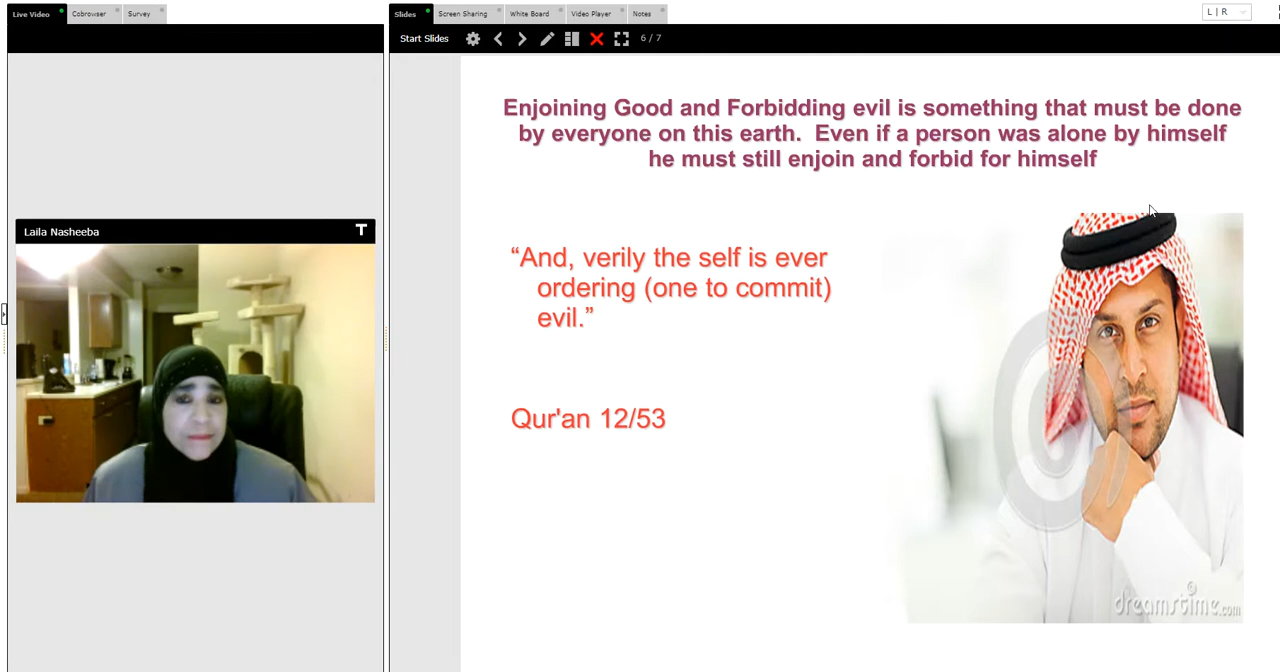 Live Video
Cobrowser
Survey
Slides
Screen Sharing
White Board
Video Player
Notes
L | R
Start Slides
6 / 7
Laila Nasheeba
T
Enjoining Good and Forbidding evil is something that must be done
by everyone on this earth.  Even if a person was alone by himself
he must still enjoin and forbid for himself
“And, verily the self is ever
ordering (one to commit)
evil.”
Qur'an 12/53
dreamstime.com